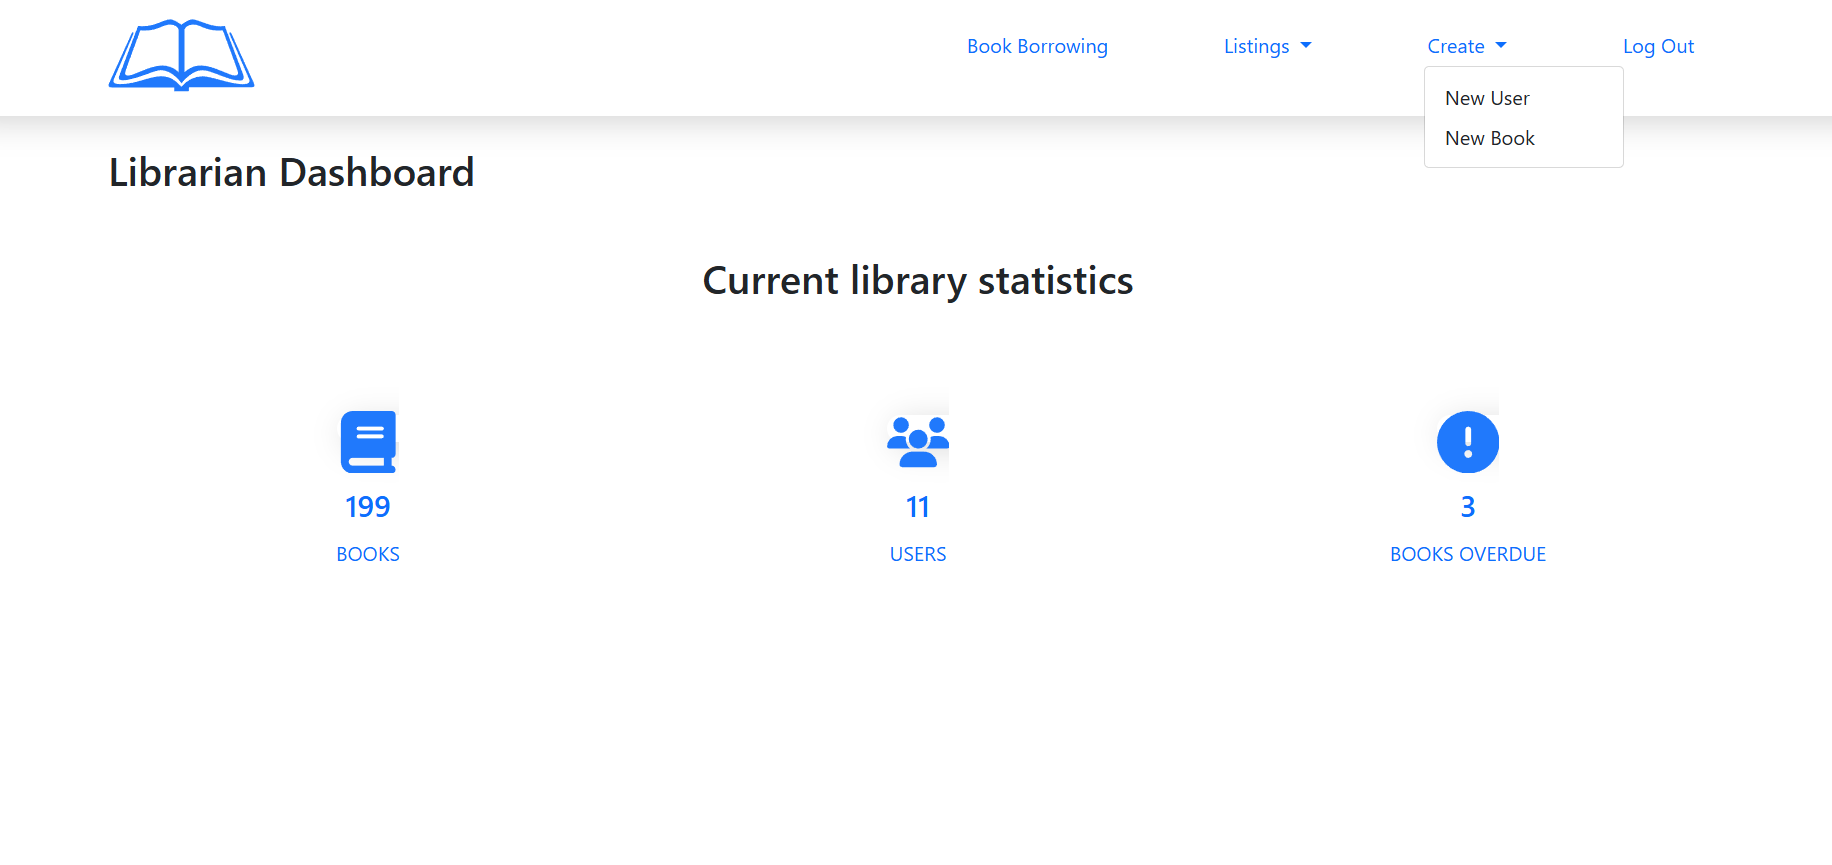 Book Borrowing
Listings
Create
Log Out
New User
New Book
Librarian Dashboard
Current library statistics
199
BOOKS
11
USERS
3
BOOKS OVERDUE